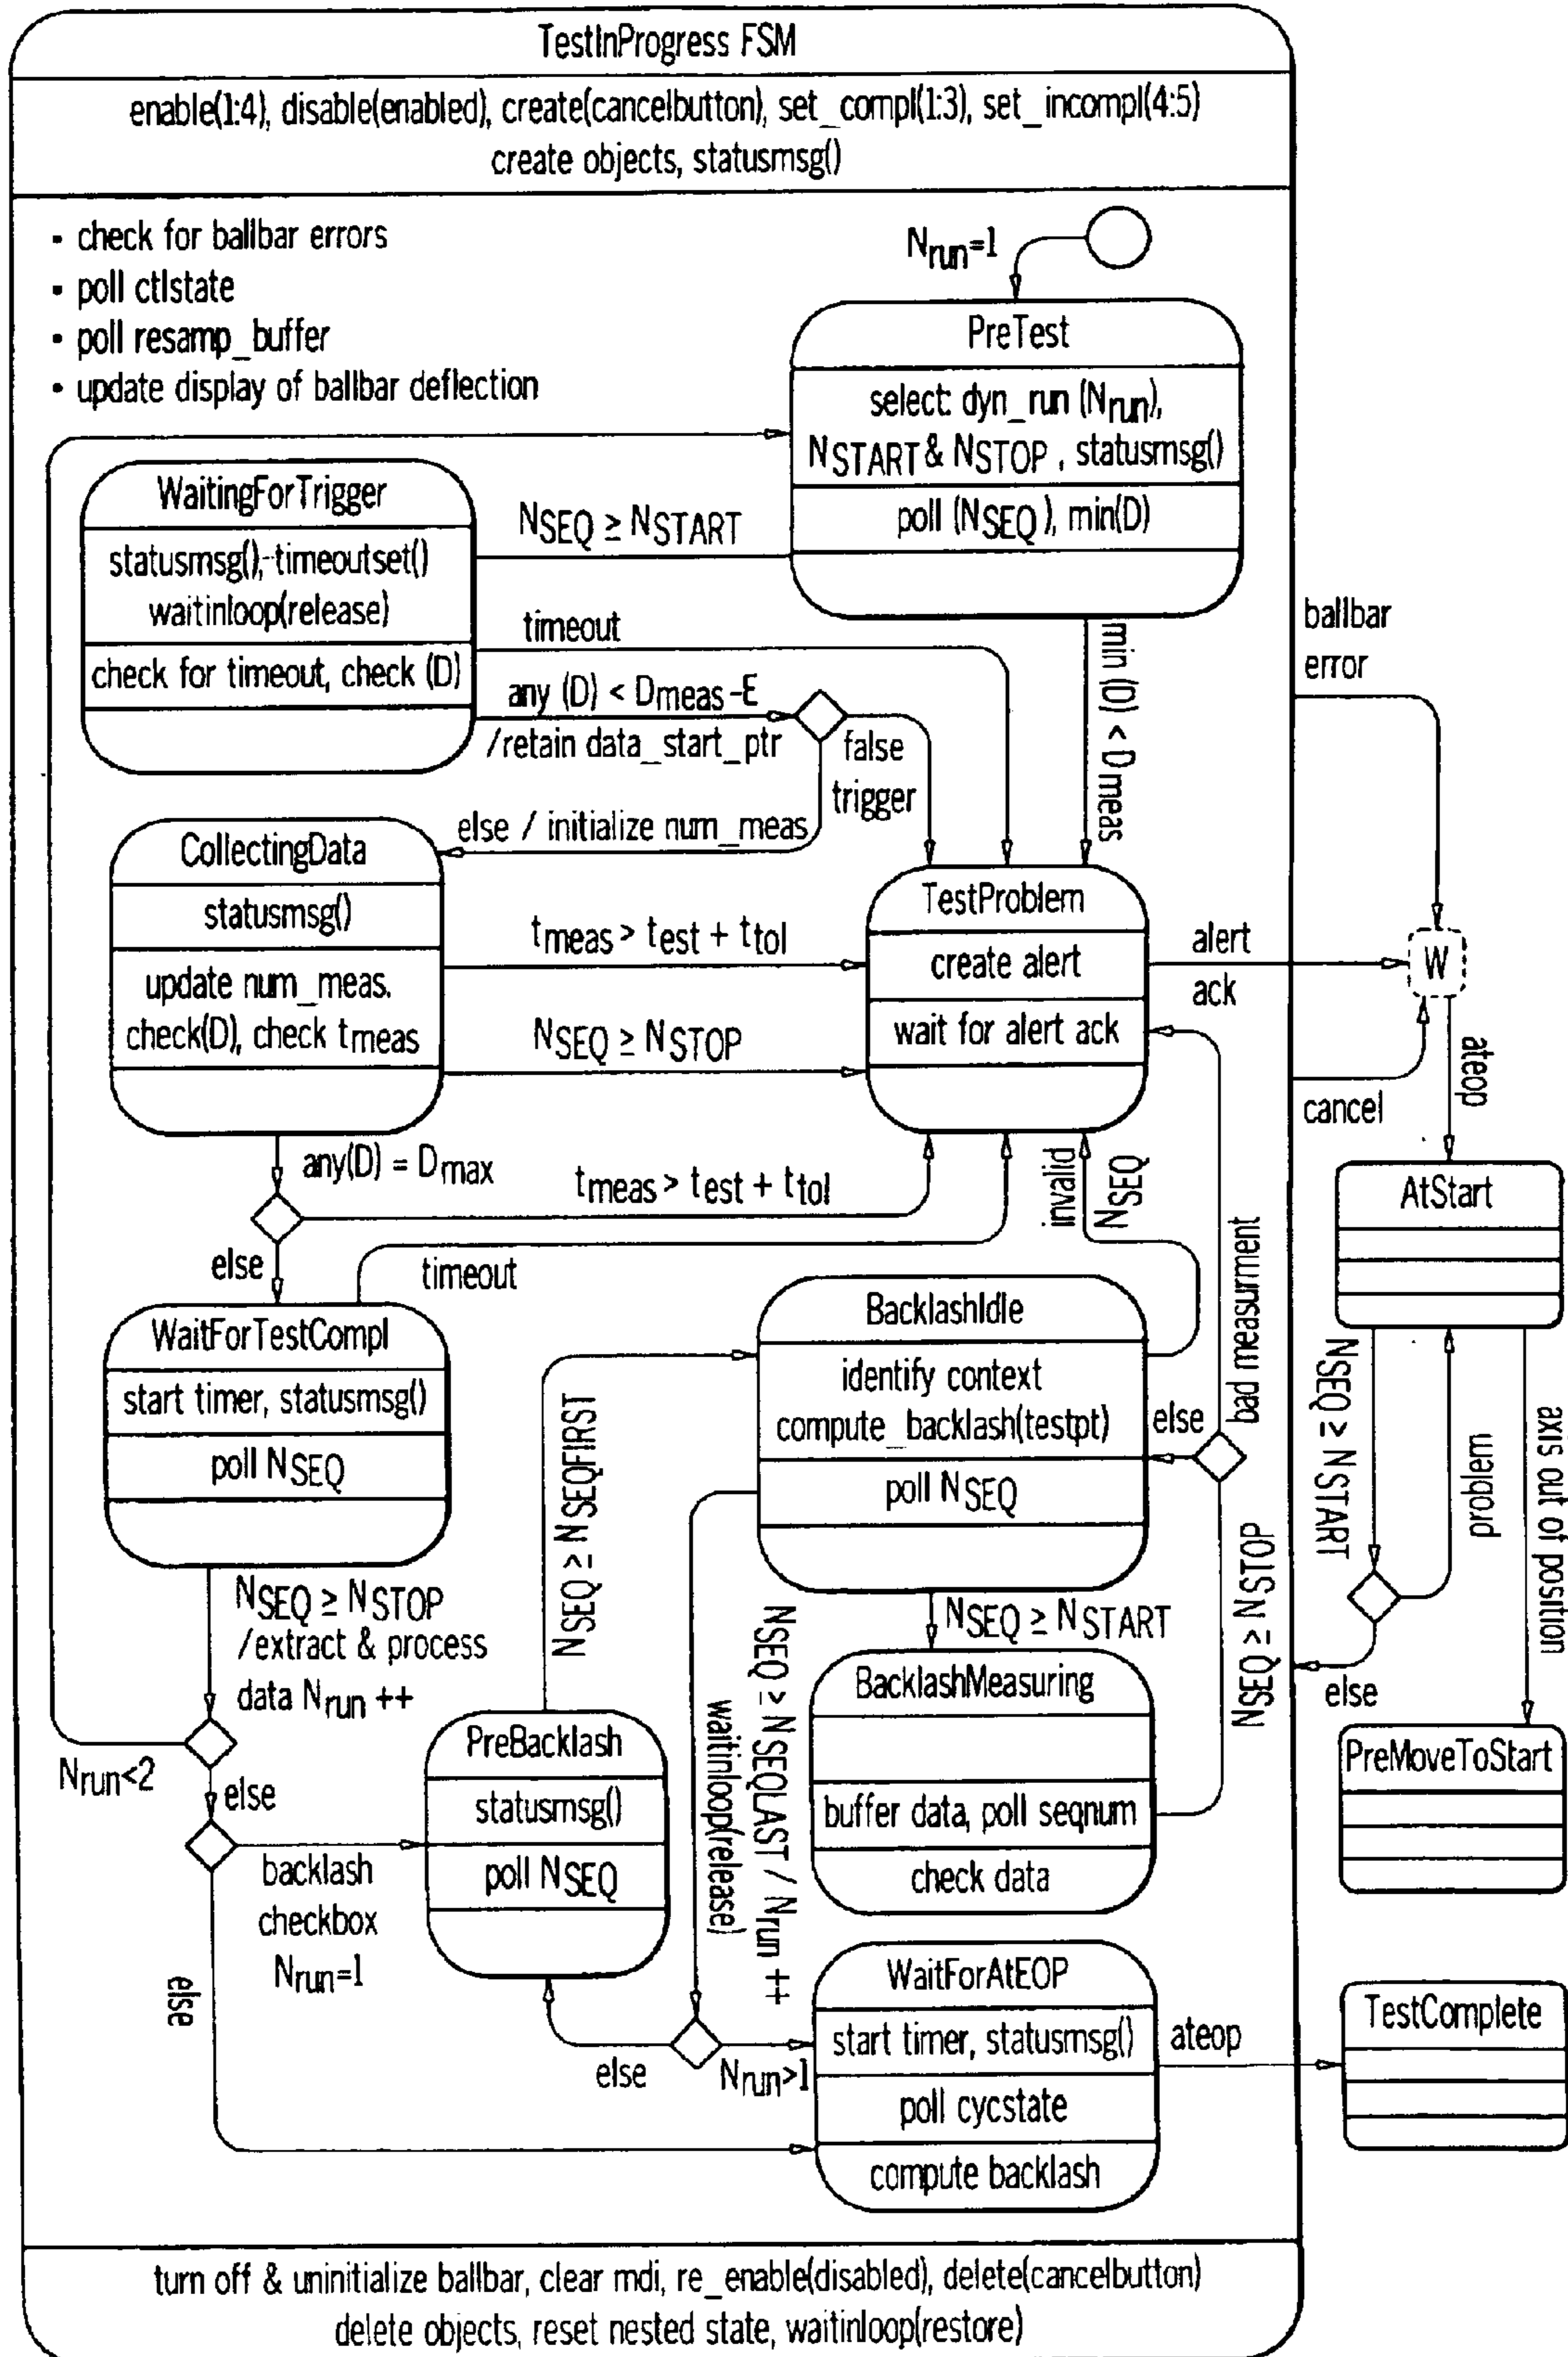 TestInProgress FSM
enable(1:4), disable(enabled), create(cancelbutton), set_compl(1:3), set_incompl(4:5)
create objects, statusmsg()
- check for ballbar errors
- poll ctlstate
- poll resamp_buffer
- update display of ballbar deflection
Nrun=1
PreTest
select: dyn_run (Nrun),
NSTART & NSTOP , statusmsg()
poll (NSEQ), min(D)
WaitingForTrigger
statusmsg(),-timeoutset()
waitinloop(release)
check for timeout, check (D)
NSEQ ≥ NSTART
timeout
any (D) < Dmeas -E
/retain data_start_ptr
false
trigger
min (D) < D meas
ballbar
error
else / initialize num_meas
CollectingData
statusmsg()
update num_meas.
check(D), check tmeas
tmeas > test + ttol
NSEQ ≥ NSTOP
TestProblem
create alert
wait for alert ack
alert
ack
W
cancel
ateop
any(D) = Dmax
tmeas > test + ttol
invalid
NSEQ
else
timeout
AtStart
WaitForTestCompl
start timer, statusmsg()
poll NSEQ
BacklashIdle
identify context
compute_backlash(testpt)
poll NSEQ
else
bad measurment
NSEQ ≥ NSEQFIRST
NSEQ ≥ NSTART
problem
axis out of position
NSEQ ≥ NSTOP
/extract & process
data Nrun ++
NSEQ ≥ NSTART
NSEQ ≥ NSTOP
else
Nrun<2
else
PreBacklash
statusmsg()
poll NSEQ
NSEQ ≥ NSEQLAST / Nrun ++
waitinloop(release)
BacklashMeasuring
buffer data, poll seqnum
check data
PreMoveToStart
backlash
checkbox
Nrun=1
else
else
Nrun>1
WaitForAtEOP
start timer, statusmsg()
poll cycstate
compute backlash
ateop
TestComplete
turn off & uninitialize ballbar, clear mdi, re_enable(disabled), delete(cancelbutton)
delete objects, reset nested state, waitinloop(restore)